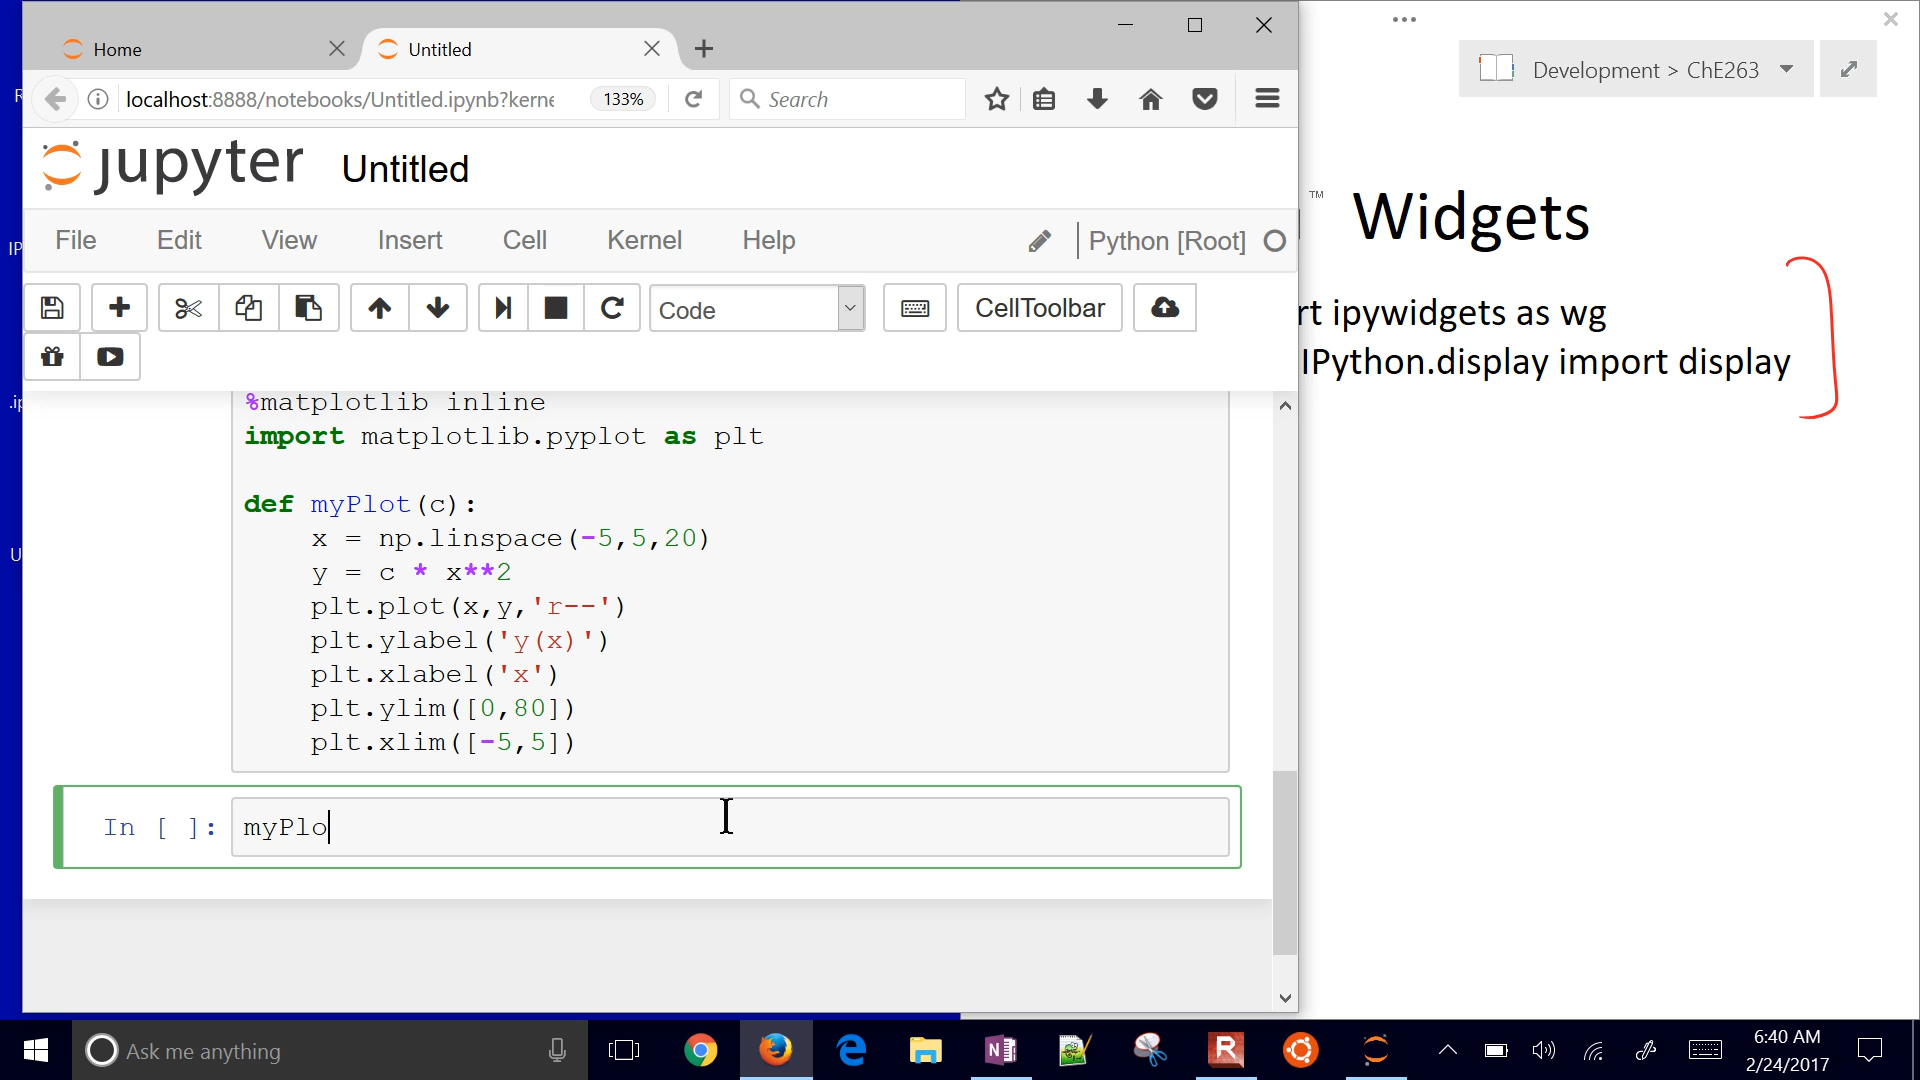 Home
Untitled
localhost:8888/notebooks/Untitled.ipynb?kerne
133%
Search
Development > ChE263
jupyter Untitled
TM Widgets
File Edit View Insert Cell Kernel Help
Python [Root]
Code
CellToolbar
rt ipywidgets as wg
IPython.display import display
%matplotlib inline
import matplotlib.pyplot as plt
def myPlot(c):
x = np.linspace(-5,5,20)
y = c * x**2
plt.plot(x,y,'r--')
plt.ylabel('y(x)')
plt.xlabel('x')
plt.ylim([0,80])
plt.xlim([-5,5])
In [ ]: myPlo
R
IP
.ip
U
Ask me anything
6:40 AM
2/24/2017